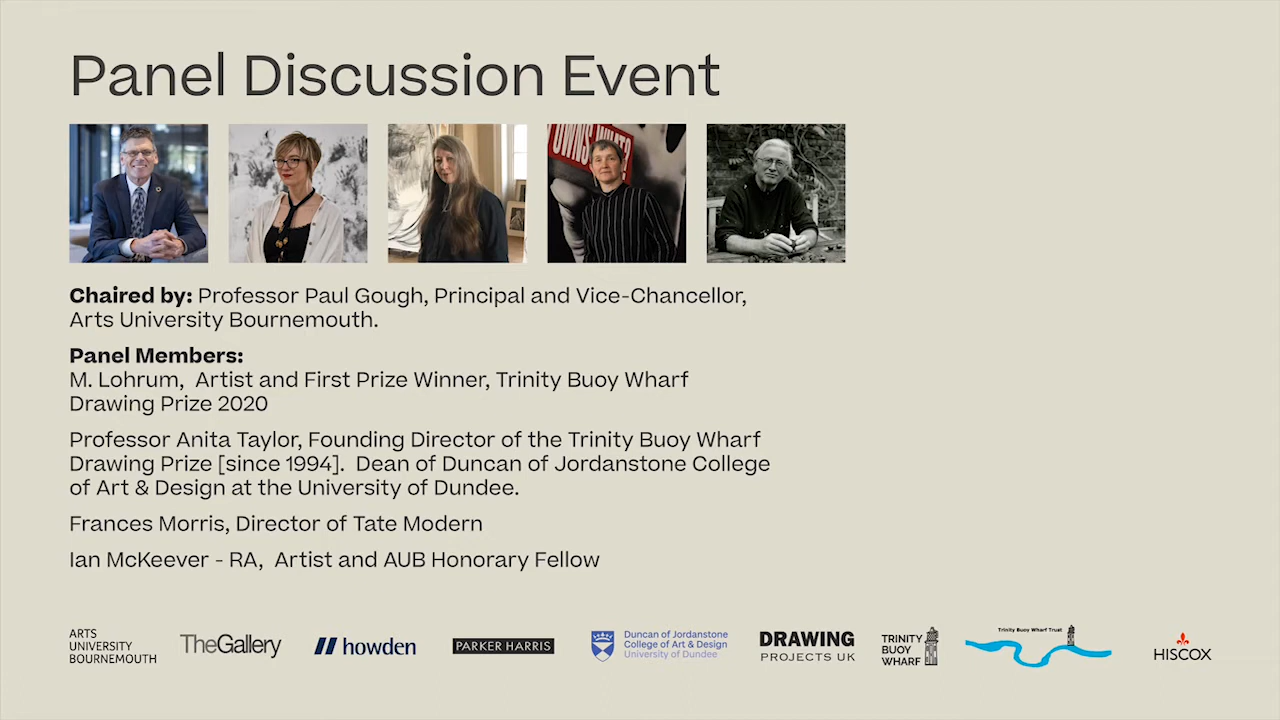 Panel Discussion Event
OWNS WHAT?
Chaired by: Professor Paul Gough, Principal and Vice-Chancellor,
Arts University Bournemouth.
Panel Members:
M. Lohrum,  Artist and First Prize Winner, Trinity Buoy Wharf
Drawing Prize 2020
Professor Anita Taylor, Founding Director of the Trinity Buoy Wharf
Drawing Prize [since 1994].  Dean of Duncan of Jordanstone College
of Art & Design at the University of Dundee.
Frances Morris, Director of Tate Modern
Ian McKeever - RA,  Artist and AUB Honorary Fellow
ARTS
UNIVERSITY
BOURNEMOUTH
TheGallery
howden
PARKER HARRIS
Duncan of Jordanstone
College of Art & Design
University of Dundee
DRAWING
PROJECTS UK
TRINITY
BUOY
WHARF
Trinity Buoy Wharf Trust
HISCOX